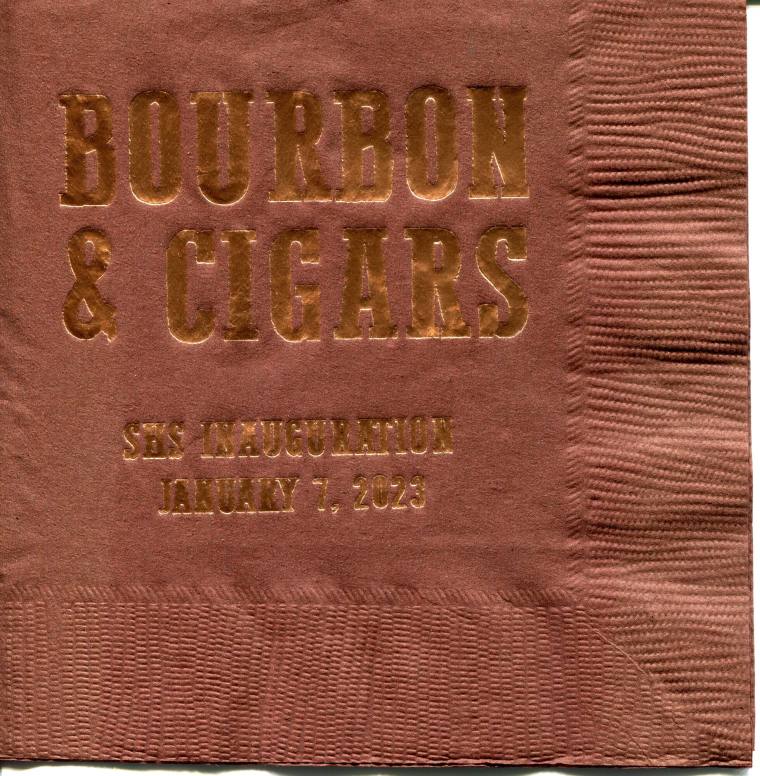 BOURBON
& CIGARS
SHS INAUGURATION
JANUARY 7, 2023